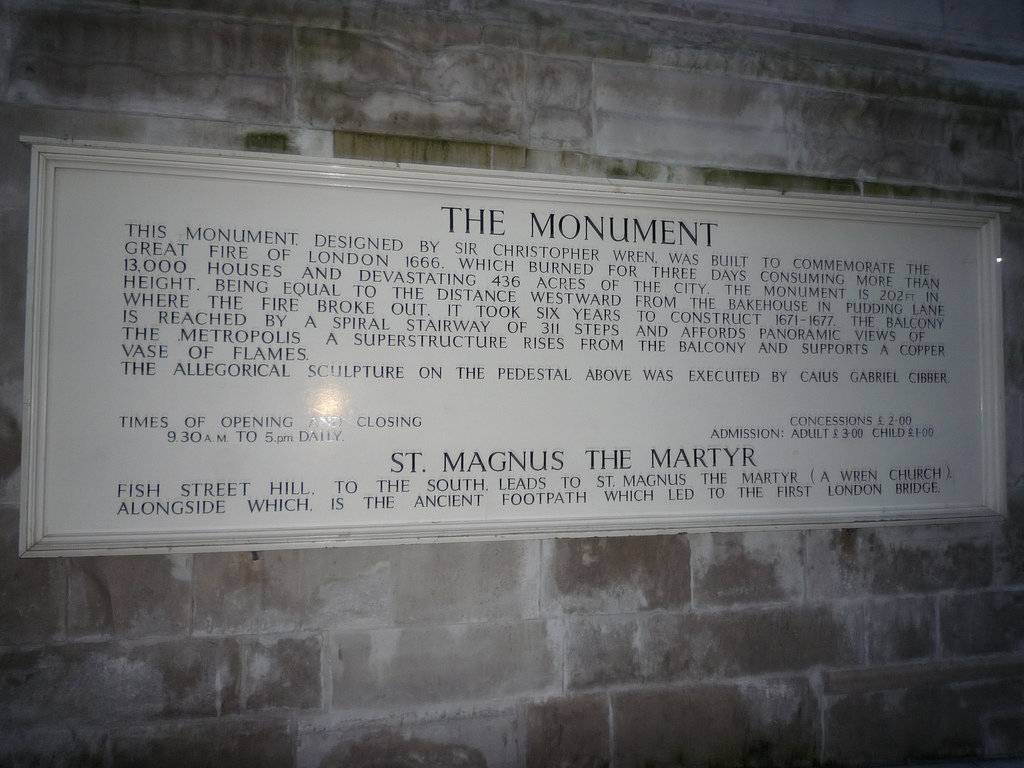 THE MONUMENT
THIS MONUMENT, DESIGNED BY SIR CHRISTOPHER WREN, WAS BUILT TO COMMEMORATE THE
GREAT FIRE OF LONDON 1666, WHICH BURNED FOR THREE DAYS CONSUMING MORE THAN
13,000 HOUSES AND DEVASTATING 436 ACRES OF THE CITY. THE MONUMENT IS 202FT IN
HEIGHT, BEING EQUAL TO THE DISTANCE WESTWARD FROM THE BAKEHOUSE IN PUDDING LANE
WHERE THE FIRE BROKE OUT. IT TOOK SIX YEARS TO CONSTRUCT 1671-1677. THE BALCONY
IS REACHED BY A SPIRAL STAIRWAY OF 311 STEPS AND AFFORDS PANORAMIC VIEWS OF
THE METROPOLIS A SUPERSTRUCTURE RISES FROM THE BALCONY AND SUPPORTS A COPPER
VASE OF FLAMES.
THE ALLEGORICAL SCULPTURE ON THE PEDESTAL ABOVE WAS EXECUTED BY CAIUS GABRIEL CIBBER.
TIMES OF OPENING AND CLOSING
9.30 A.M. TO 5.pm. DAILY.
CONCESSIONS £ 2·00
ADMISSION: ADULT £ 3·00 CHILD £1·00
ST. MAGNUS THE MARTYR
FISH STREET HILL, TO THE SOUTH, LEADS TO ST. MAGNUS THE MARTYR (A WREN CHURCH),
ALONGSIDE WHICH, IS THE ANCIENT FOOTPATH WHICH LED TO THE FIRST LONDON BRIDGE.